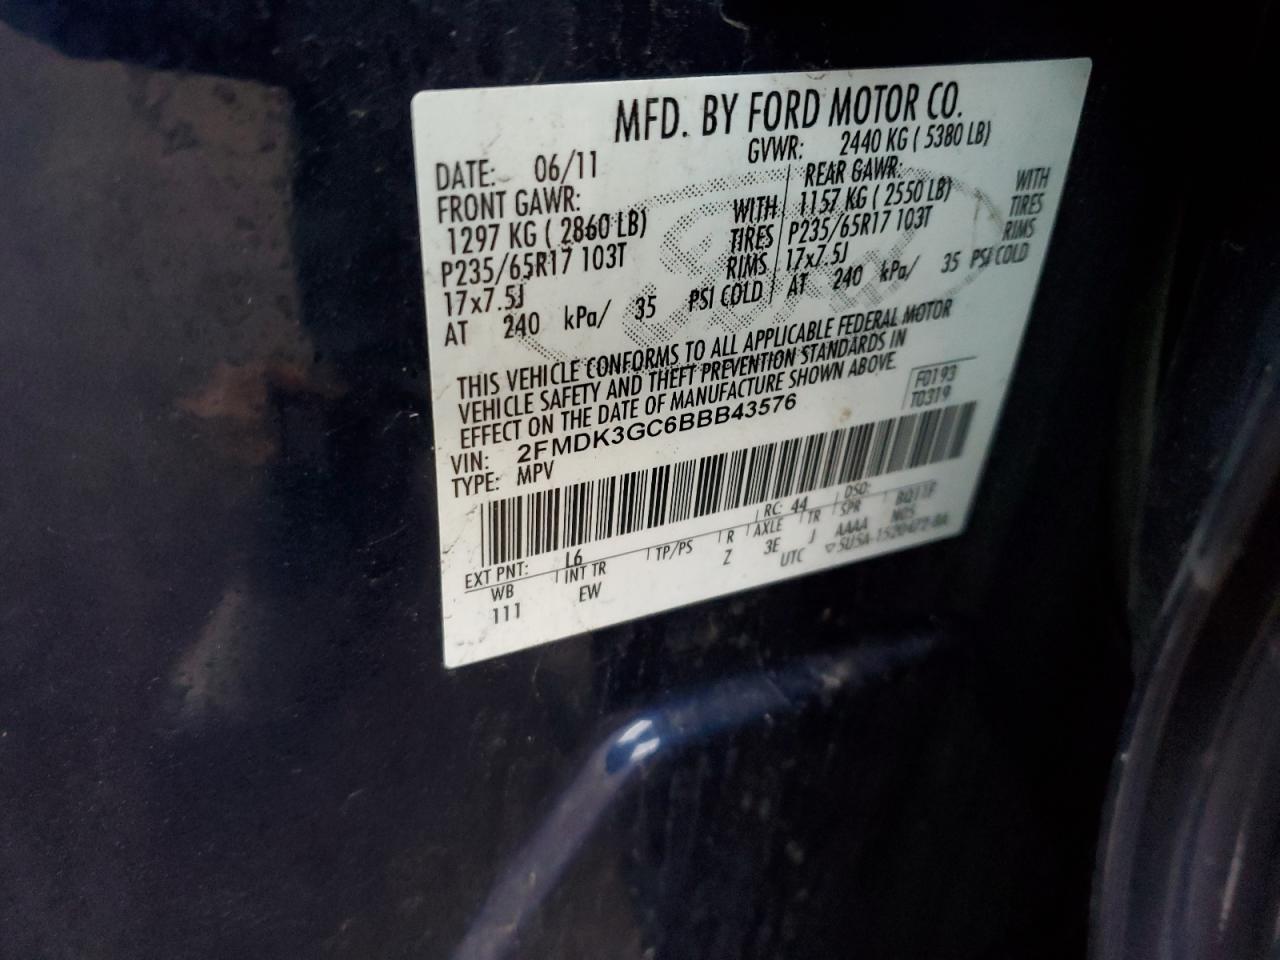 MFD. BY FORD MOTOR CO.
DATE: 06/11 GVWR: 2440 KG ( 5380 LB)
FRONT GAWR: REAR GAWR:
1297 KG ( 2860 LB) WITH 1157 KG ( 2550 LB) WITH
P235/65R17 103T TIRES P235/65R17 103T TIRES
17x7.5J RIMS 17x7.5J RIMS
AT 240 kPa/ 35 PSI COLD AT 240 kPa/ 35 PSI COLD
THIS VEHICLE CONFORMS TO ALL APPLICABLE FEDERAL MOTOR
VEHICLE SAFETY AND THEFT PREVENTION STANDARDS IN
EFFECT ON THE DATE OF MANUFACTURE SHOWN ABOVE.
F0193
T0319
VIN: 2FMDK3GC6BBB43576
TYPE: MPV
EXT PNT: L6 RC: 44 DSO:
WB INT TR TP/PS R AXLE TR SPR
111 EW Z 3E J AAAA
UTC